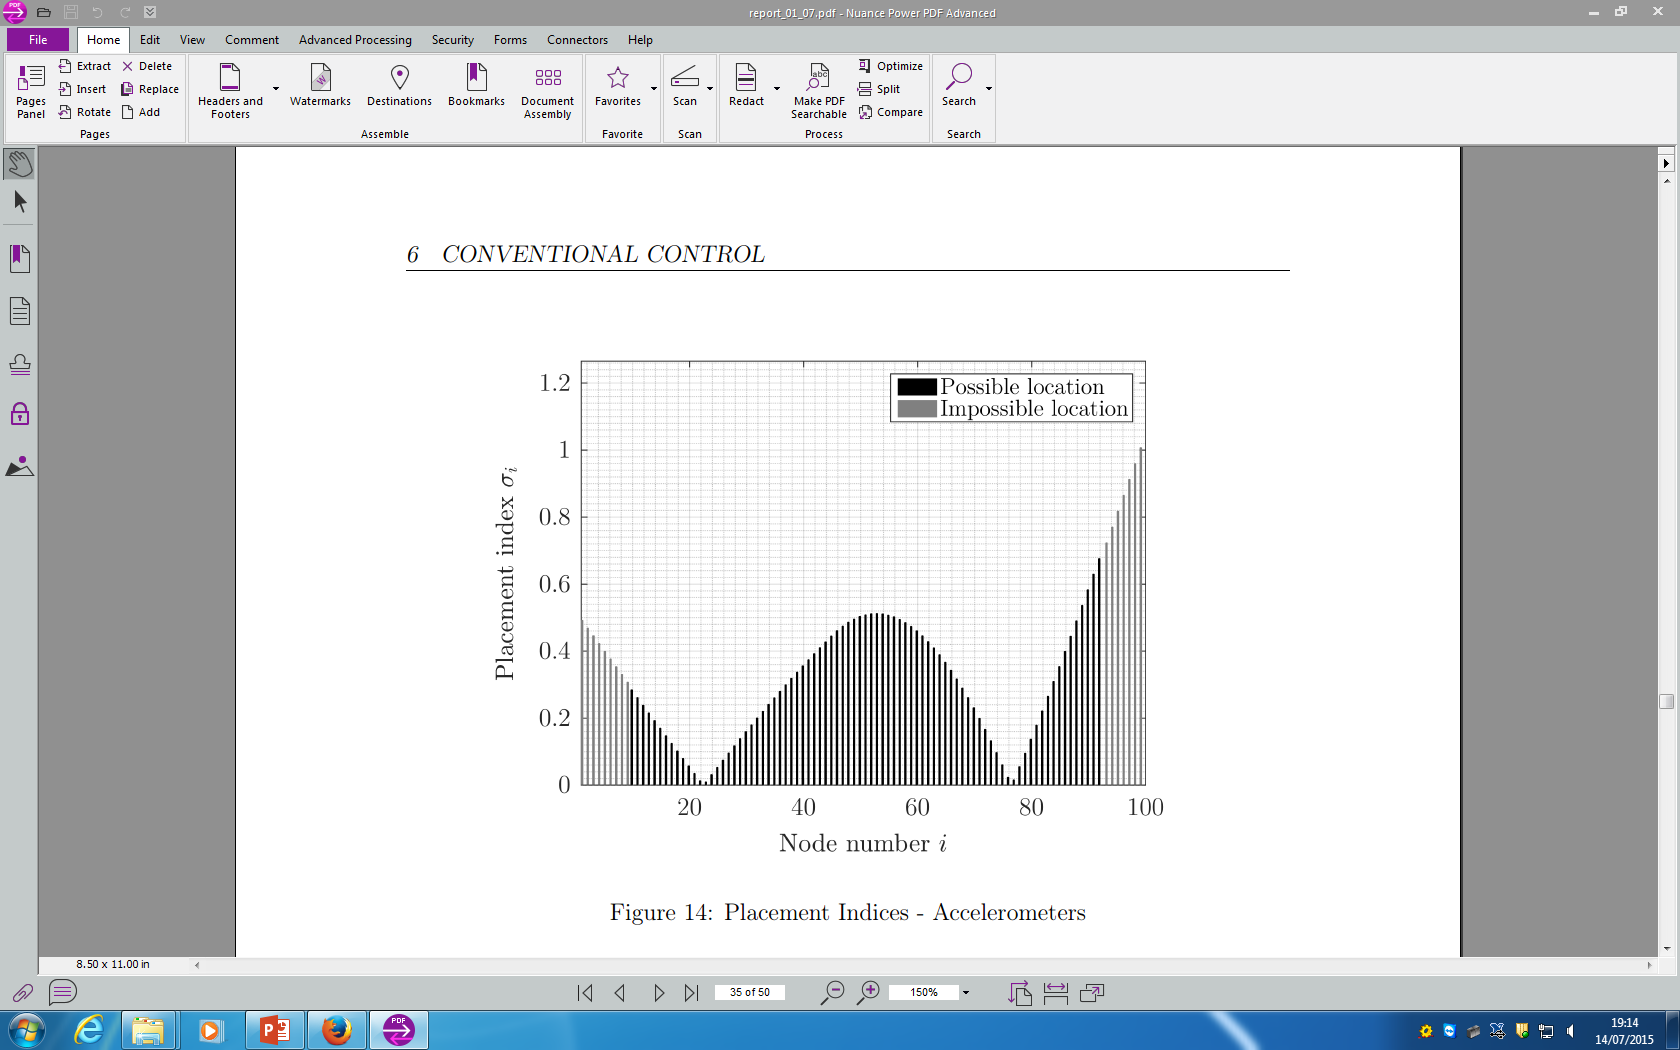 PDF
report_01_07.pdf - Nuance Power PDF Advanced
File Home Edit View Comment Advanced Processing Security Forms Connectors Help
Pages Panel
Extract
Insert
Rotate
Delete
Replace
Add
Pages
Headers and Footers
Watermarks
Destinations
Bookmarks
Document Assembly
Assemble
Favorites
Favorite
Scan
Scan
Redact
abc
Make PDF Searchable
Optimize
Split
Compare
Process
Search
Search
6 CONVENTIONAL CONTROL
Possible location
Impossible location
1.2
1
0.8
0.6
0.4
0.2
0
Placement index σi
20 40 60 80 100
Node number i
Figure 14: Placement Indices - Accelerometers
8.50 x 11.00 in
35 of 50
150%
PDF
19:14
14/07/2015